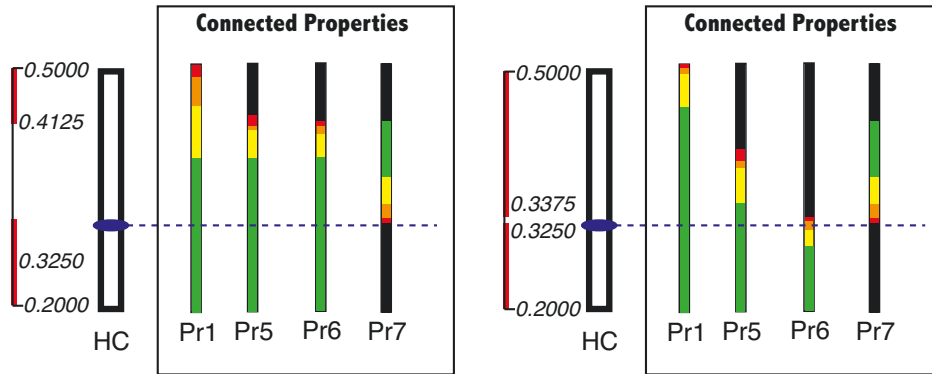 Connected Properties
0.5000
0.4125
0.3250
0.2000
HC
Pr1 Pr5 Pr6 Pr7
Connected Properties
0.5000
0.3375
0.3250
0.2000
HC
Pr1 Pr5 Pr6 Pr7